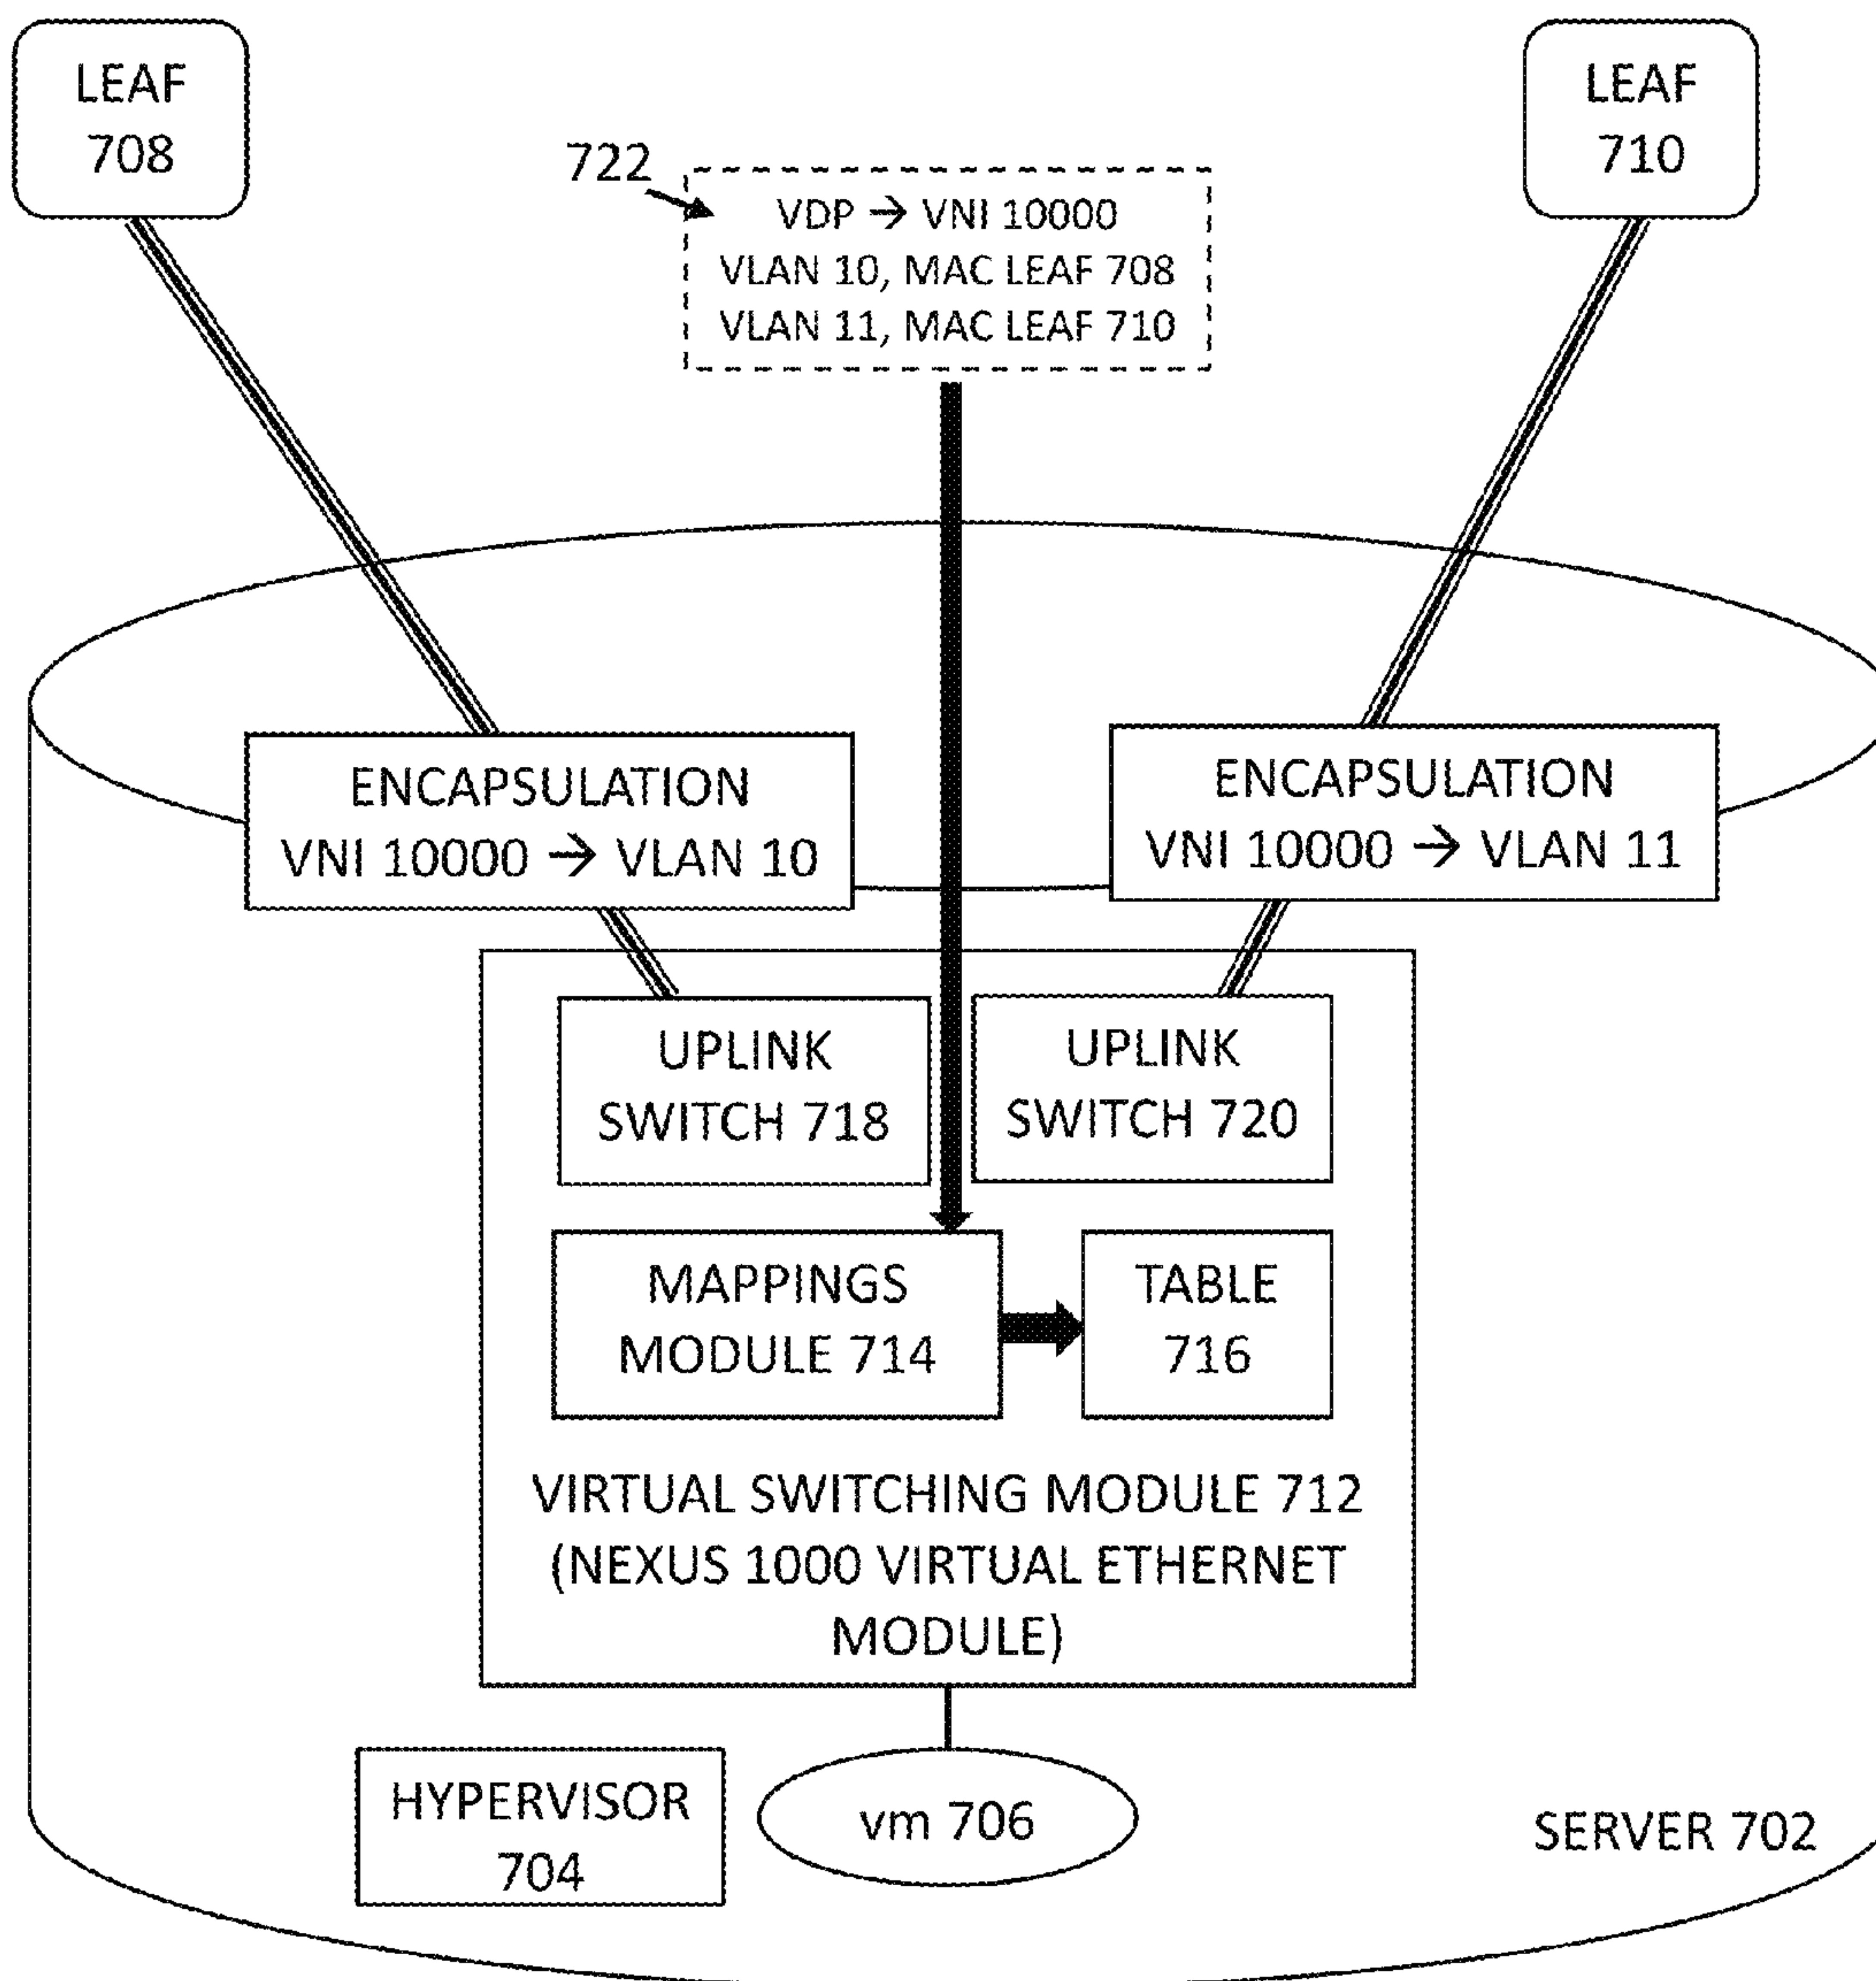 LEAF
708
LEAF
710
722
VDP → VNI 10000
VLAN 10, MAC LEAF 708
VLAN 11, MAC LEAF 710
ENCAPSULATION
VNI 10000 → VLAN 10
ENCAPSULATION
VNI 10000 → VLAN 11
UPLINK
SWITCH 718
UPLINK
SWITCH 720
MAPPINGS
MODULE 714
TABLE
716
VIRTUAL SWITCHING MODULE 712
(NEXUS 1000 VIRTUAL ETHERNET
MODULE)
HYPERVISOR
704
vm 706
SERVER 702